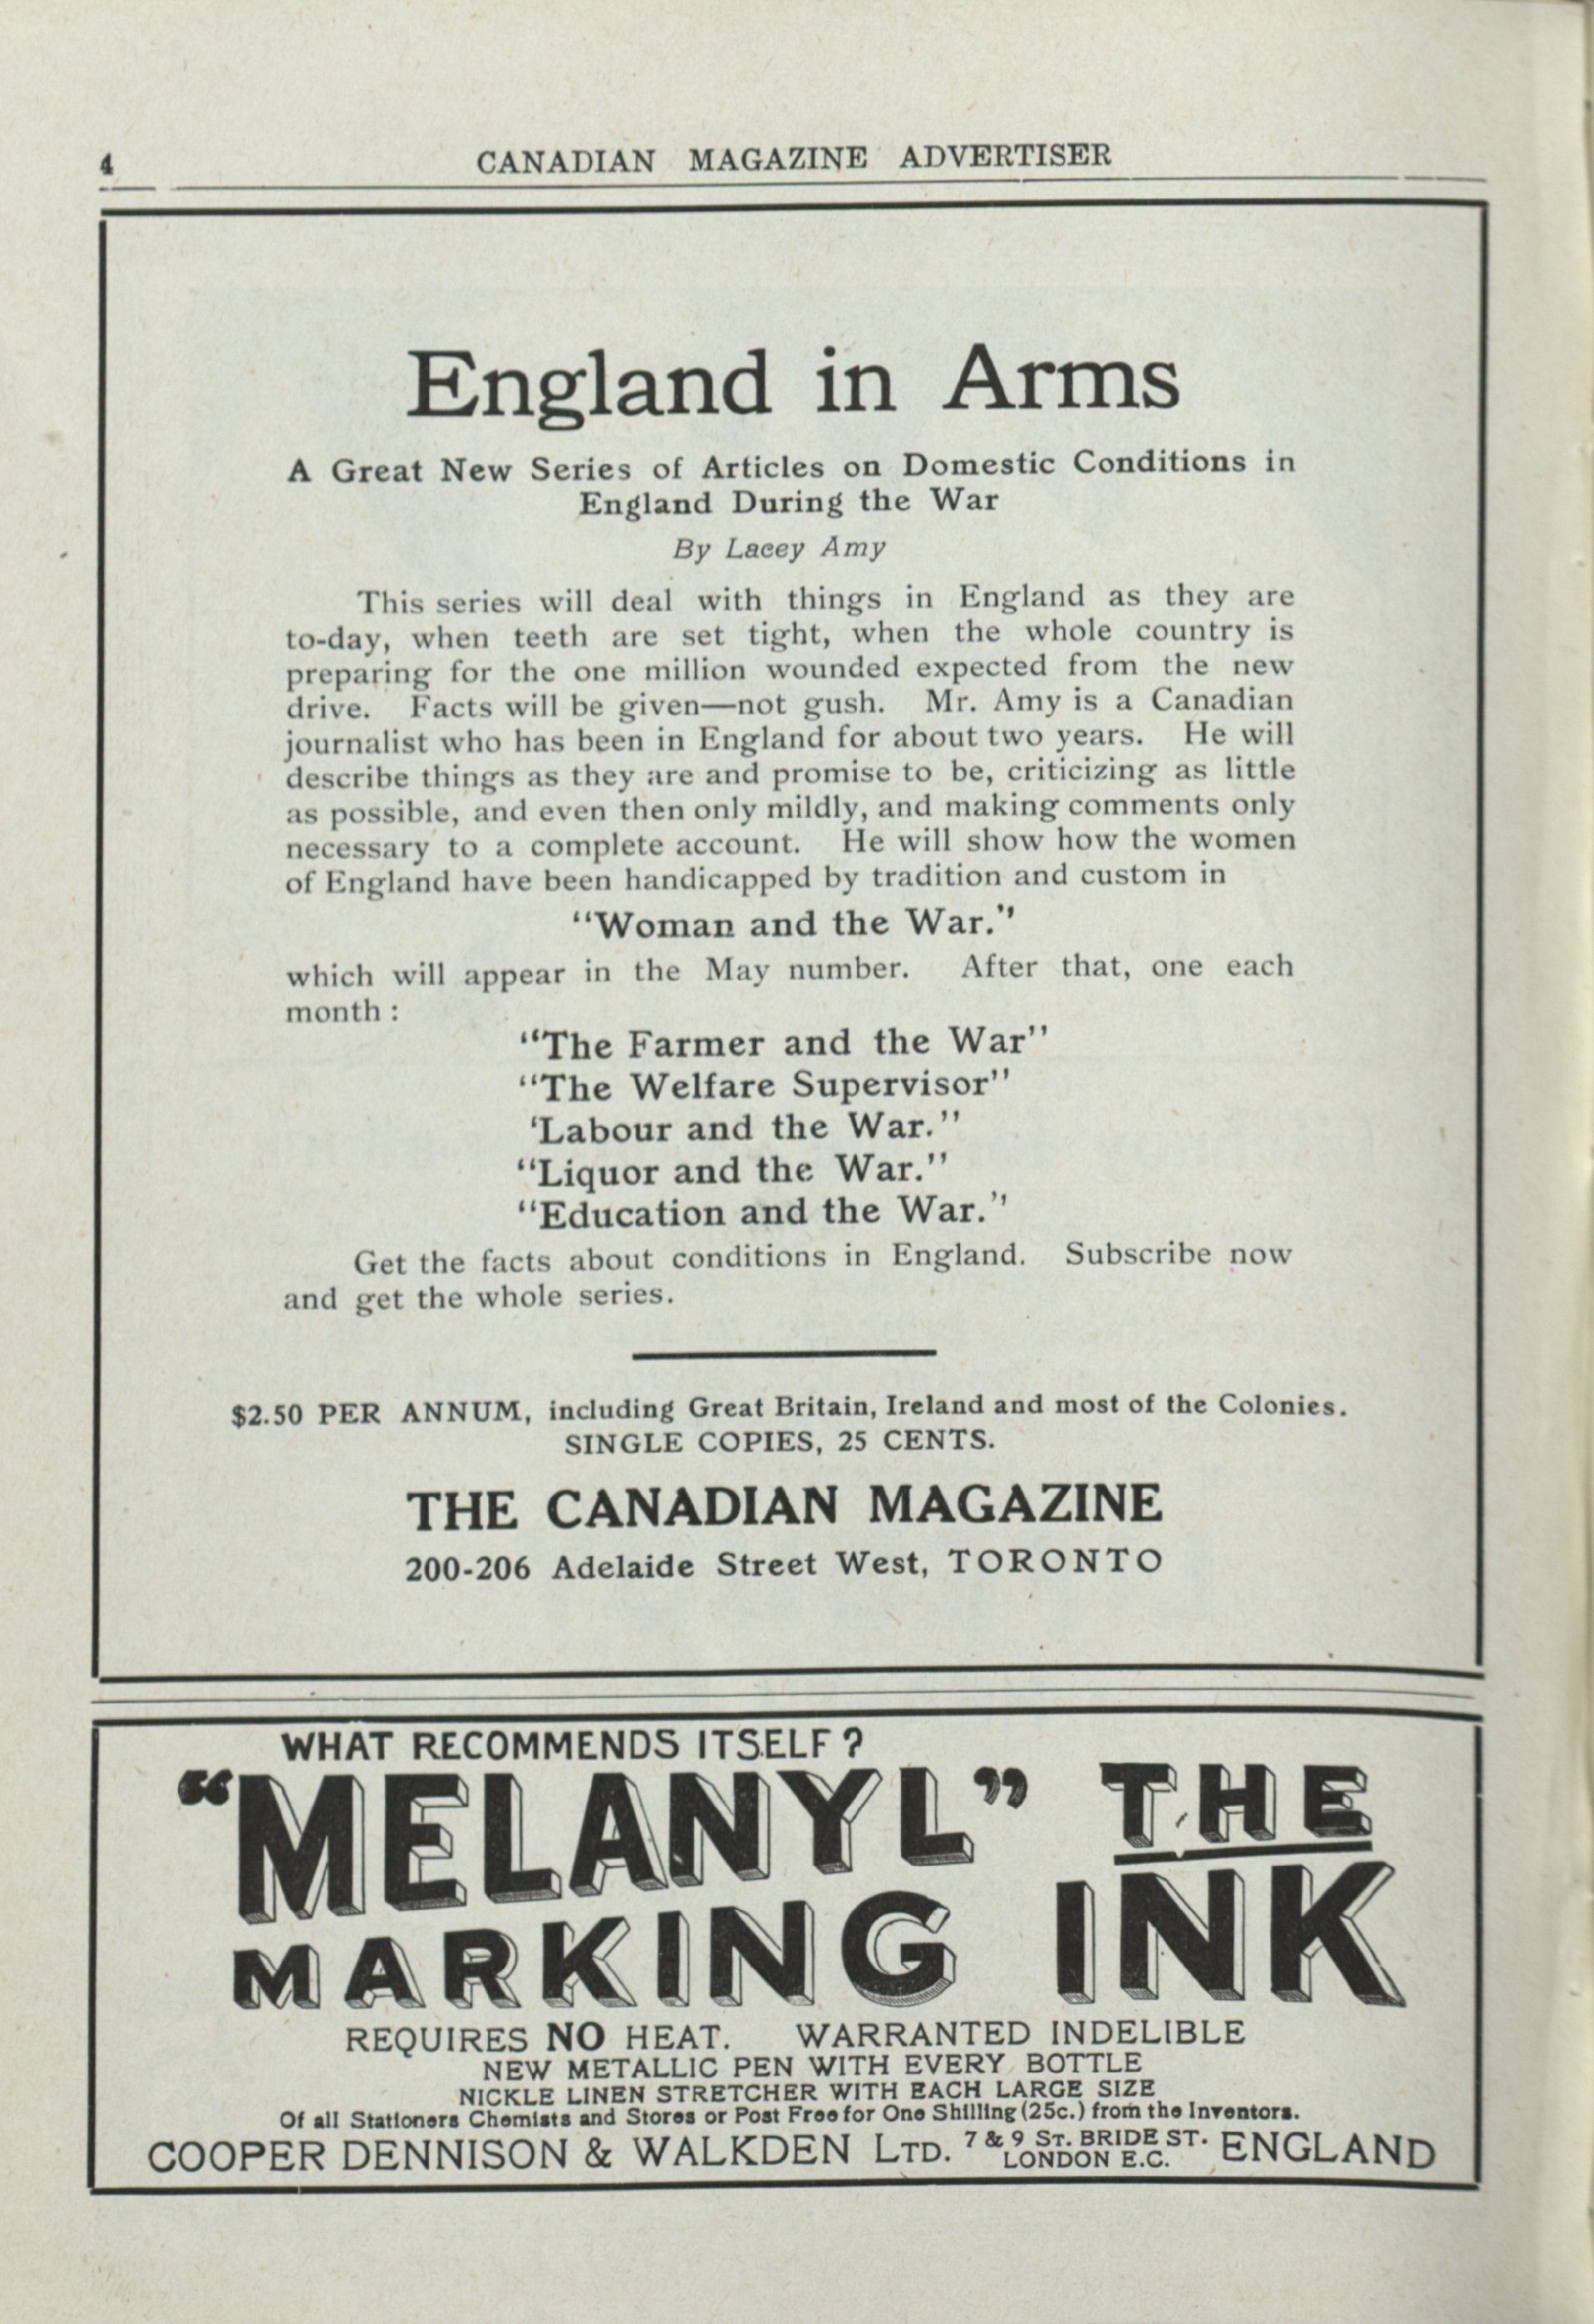 4
CANADIAN MAGAZINE ADVERTISER
England in Arms
A Great New Series of Articles on Domestic Conditions in
England During the War
By Lacey Amy
This series will deal with things in England as they are
to-day, when teeth are set tight, when the whole country is
preparing for the one million wounded expected from the new
drive. Facts will be given—not gush. Mr. Amy is a Canadian
journalist who has been in England for about two years. He will
describe things as they are and promise to be, criticizing as little
as possible, and even then only mildly, and making comments only
necessary to a complete account. He will show how the women
of England have been handicapped by tradition and custom in
"Woman and the War."
which will appear in the May number. After that, one each
month :
"The Farmer and the War"
"The Welfare Supervisor"
'Labour and the War."
"Liquor and the War."
"Education and the War."
Get the facts about conditions in England. Subscribe now
and get the whole series.
$2.50 PER ANNUM, including Great Britain, Ireland and most of the Colonies.
SINGLE COPIES, 25 CENTS.
THE CANADIAN MAGAZINE
200-206 Adelaide Street West, TORONTO
WHAT RECOMMENDS ITSELF?
"MELANYL" THE
MARKING INK
REQUIRES NO HEAT. WARRANTED INDELIBLE
NEW METALLIC PEN WITH EVERY BOTTLE
NICKLE LINEN STRETCHER WITH EACH LARGE SIZE
Of all Stationers Chemists and Stores or Post Free for One Shilling (25c.) from the Inventors.
COOPER DENNISON & WALKDEN LTD. 7 & 9 ST. BRIDE ST. LONDON E.C. ENGLAND